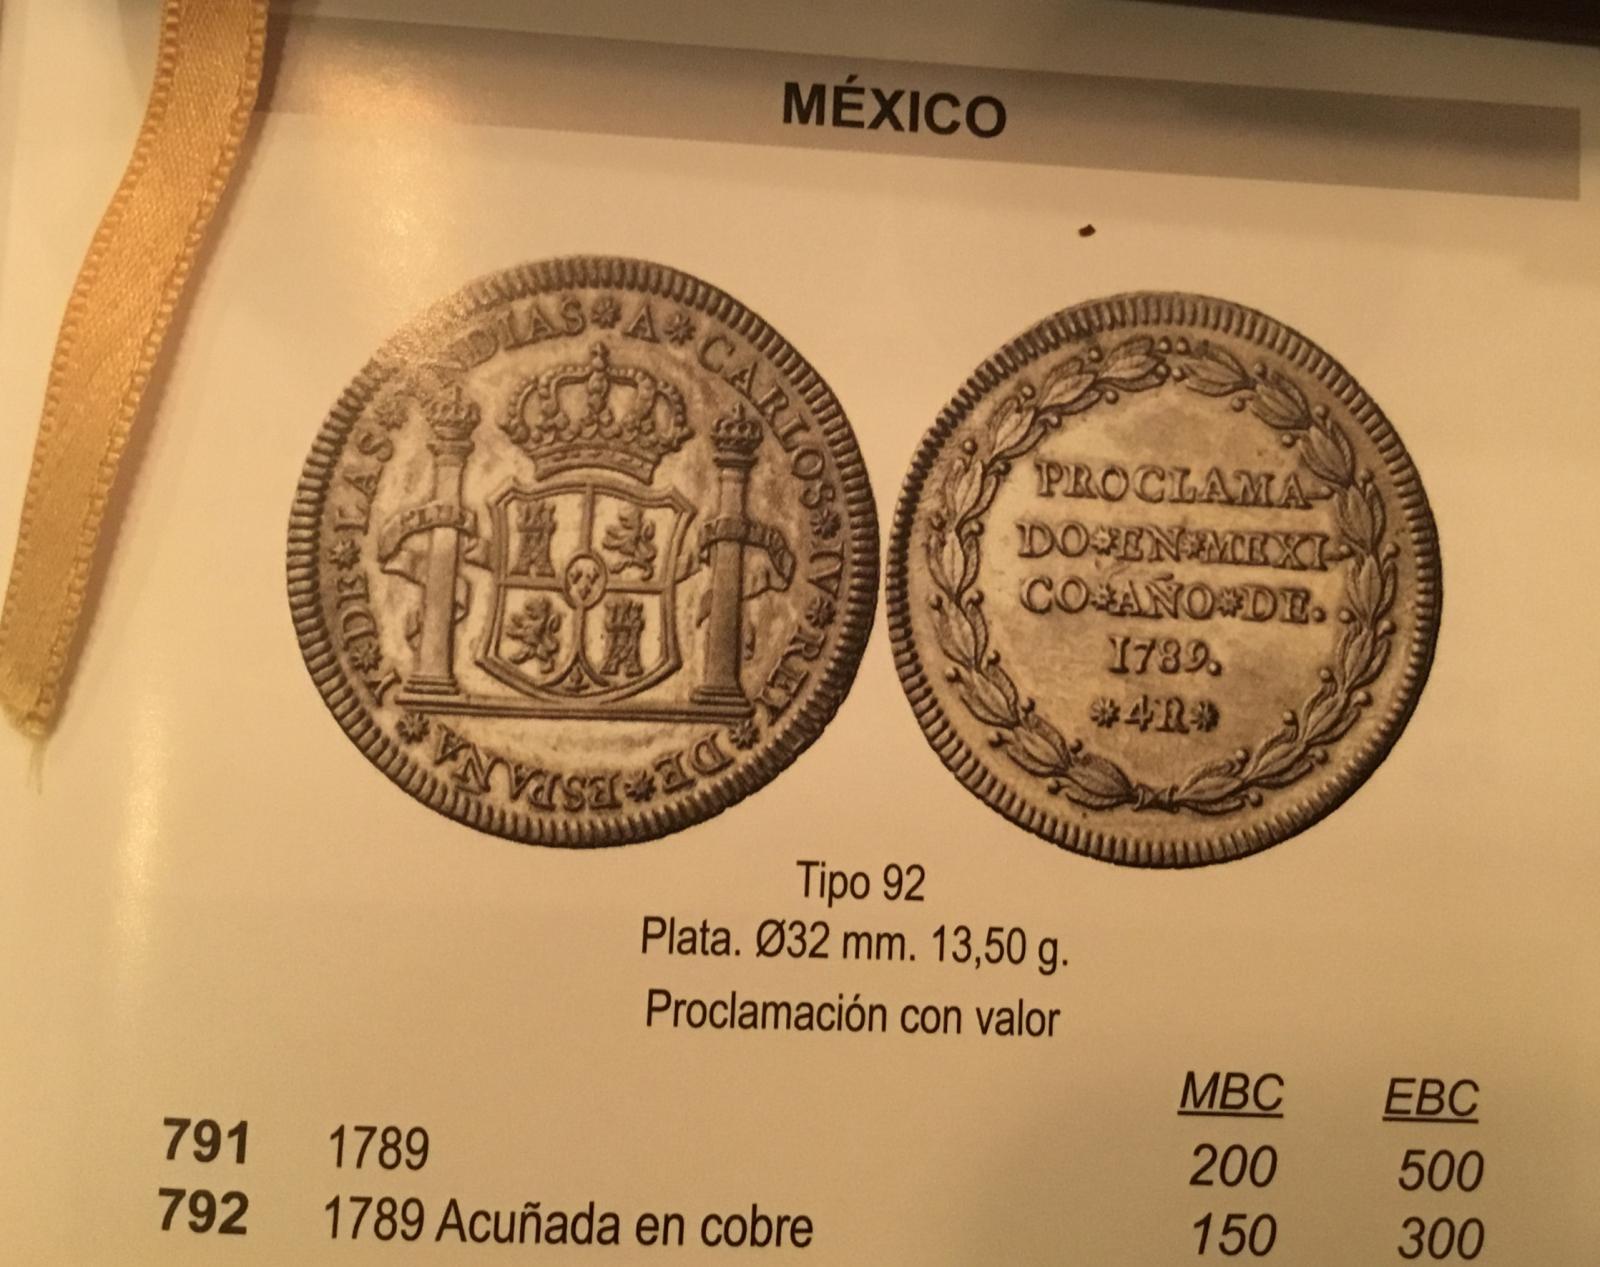 MÉXICO
A * CARLOS * IV * REI * DE * ESPAÑA * Y * DE * LAS * YNDIAS *
PROCLAMA-
DO*EN*MEXI-
CO*AÑO*DE.
1789.
*4R*
Tipo 92
Plata. Ø32 mm. 13,50 g.
Proclamación con valor
MBC EBC
791 1789 200 500
792 1789 Acuñada en cobre 150 300